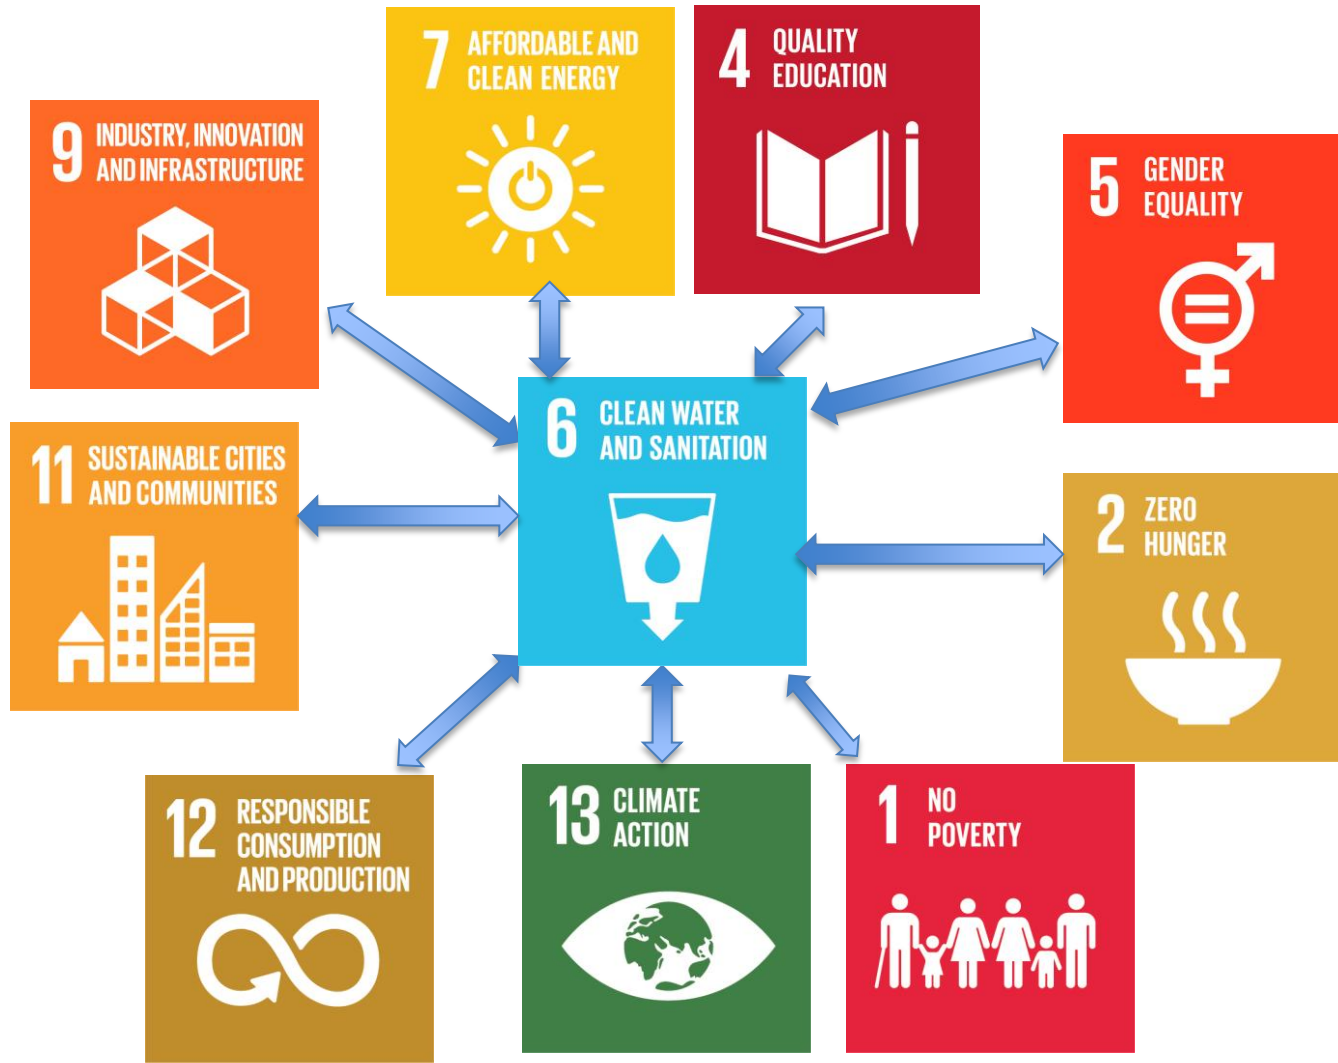 7 AFFORDABLE AND
CLEAN ENERGY
4 QUALITY
EDUCATION
9 INDUSTRY, INNOVATION
AND INFRASTRUCTURE
5 GENDER
EQUALITY
6 CLEAN WATER
AND SANITATION
11 SUSTAINABLE CITIES
AND COMMUNITIES
2 ZERO
HUNGER
12 RESPONSIBLE
CONSUMPTION
AND PRODUCTION
13 CLIMATE
ACTION
1 NO
POVERTY